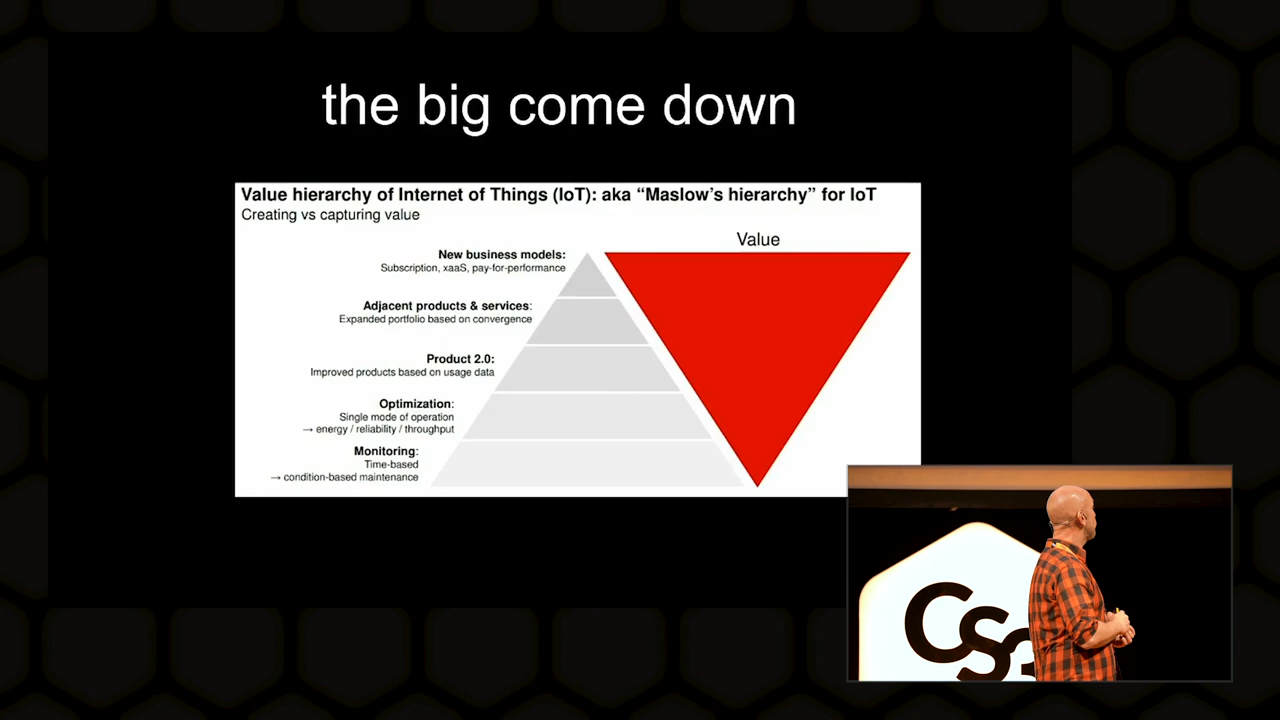 the big come down
Value hierarchy of Internet of Things (IoT): aka “Maslow’s hierarchy” for IoT
Creating vs capturing value
Value
New business models:
Subscription, xaaS, pay-for-performance
Adjacent products & services:
Expanded portfolio based on convergence
Product 2.0:
Improved products based on usage data
Optimization:
Single mode of operation
→ energy / reliability / throughput
Monitoring:
Time-based
→ condition-based maintenance